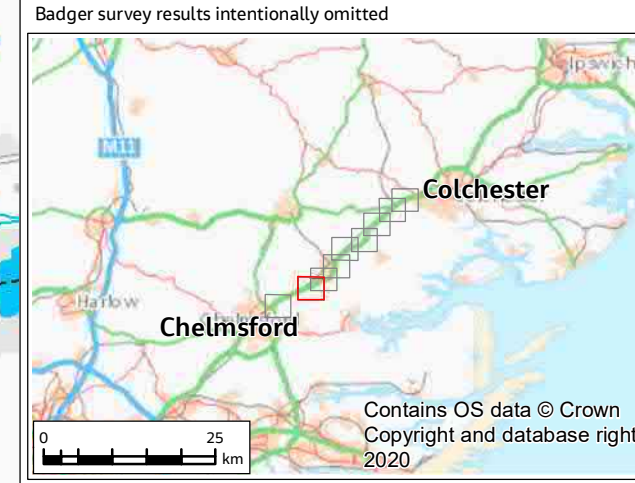 Badger survey results intentionally omitted
Ipswich
M11
Colchester
Harlow
Chelmsford
Contains OS data © Crown
Copyright and database right
2020
0 25
km